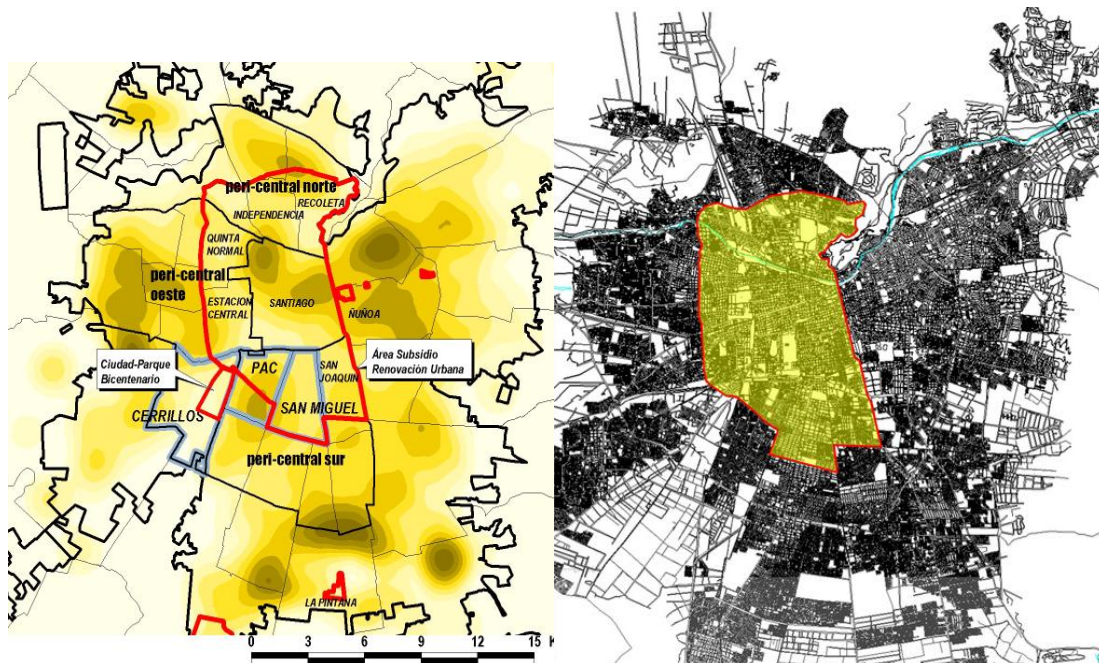 peri-central norte
RECOLETA
INDEPENDENCIA
QUINTA
NORMAL
peri-central
oeste
ESTACION
CENTRAL
SANTIAGO
ÑUÑOA
Ciudad-Parque
Bicentenario
PAC
SAN
JOAQUIN
Área Subsidio
Renovación Urbana
CERRILLOS
SAN MIGUEL
peri-central sur
LA PINTANA
0 3 6 9 12 15 K